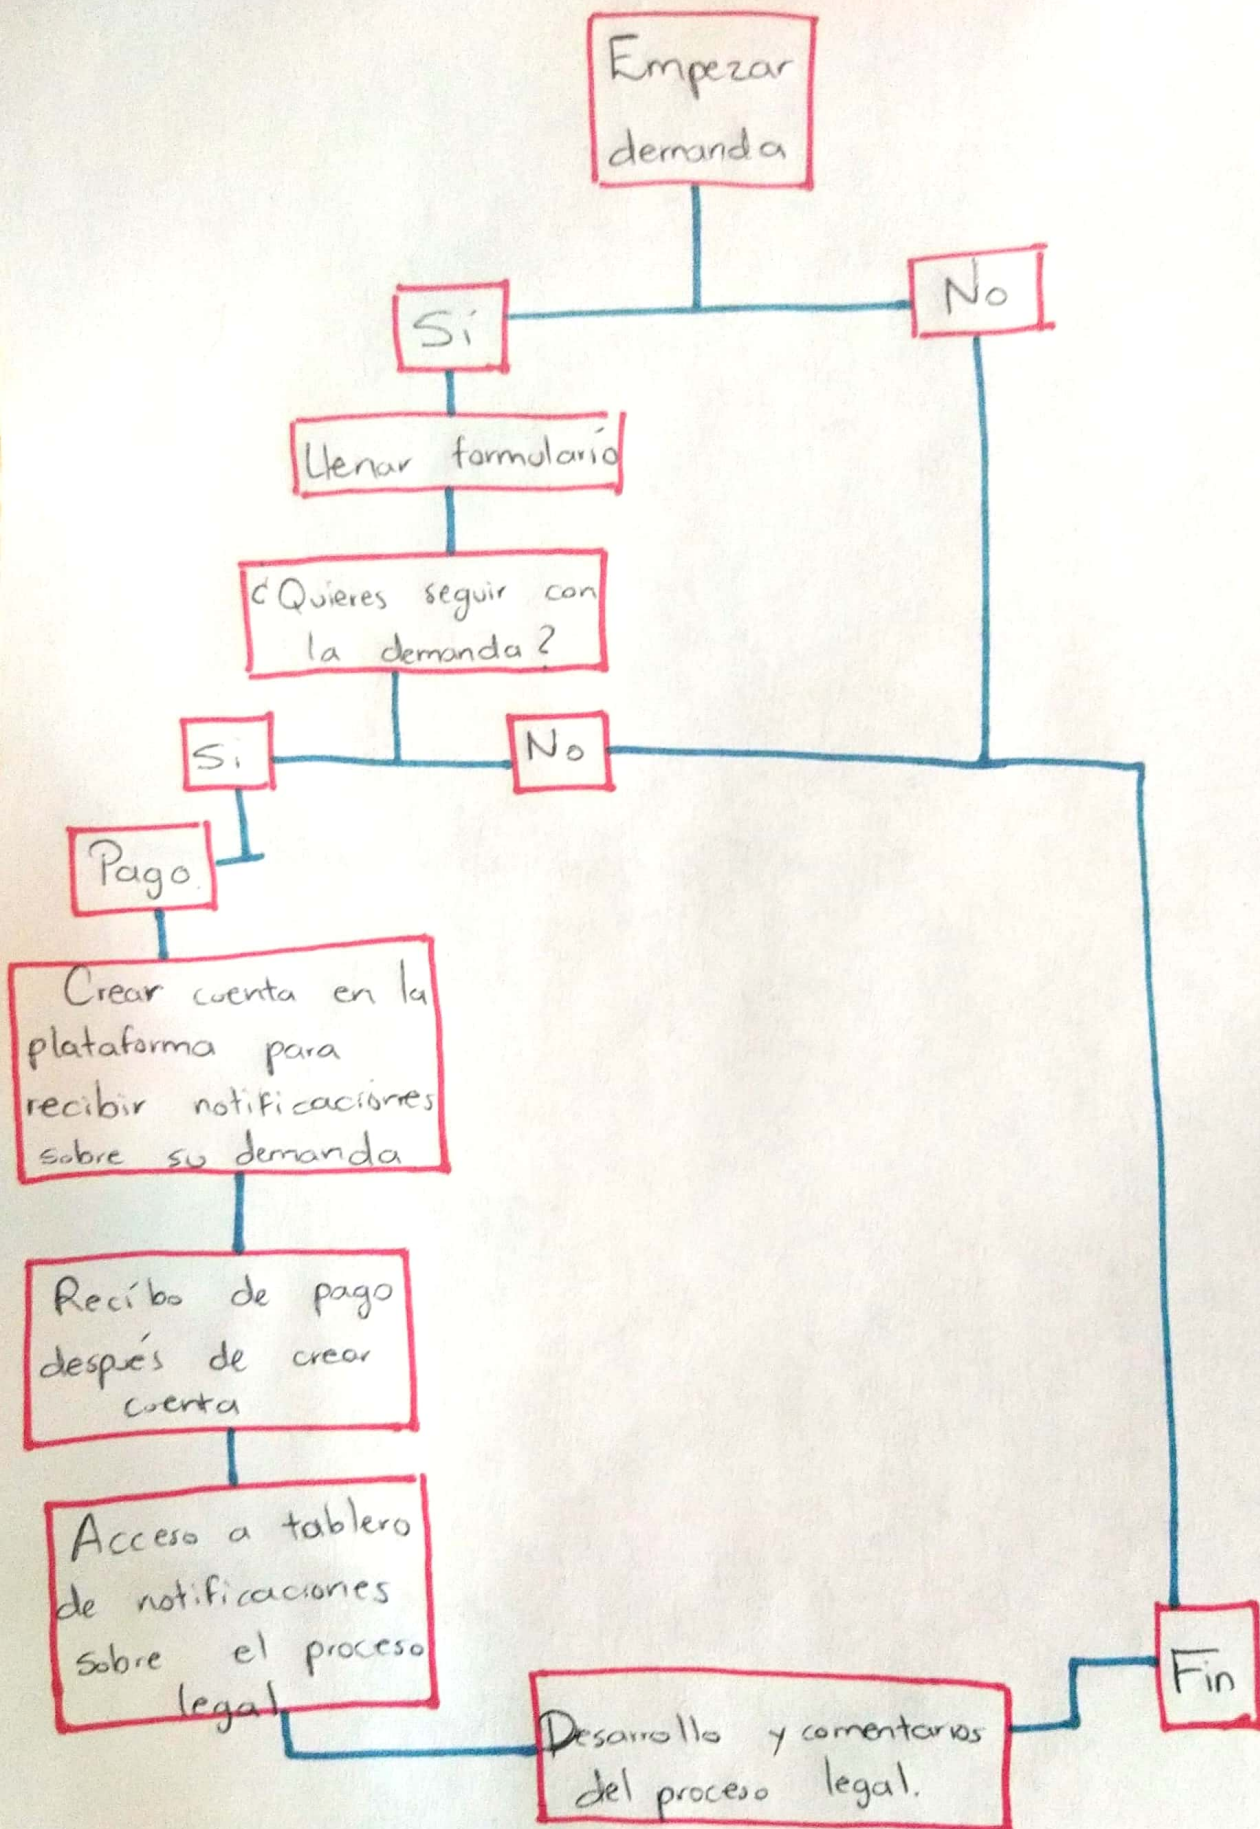 Empezar
demanda
Sí
No
Llenar formulario
¿Quieres seguir con
la demanda?
Si
No
Pago.
Crear cuenta en la
plataforma para
recibir notificaciones
sobre su demanda
Recibo de pago
después de crear
cuenta
Acceso a tablero
de notificaciones
sobre el proceso
legal
Desarrollo y comentarios
del proceso legal.
Fin